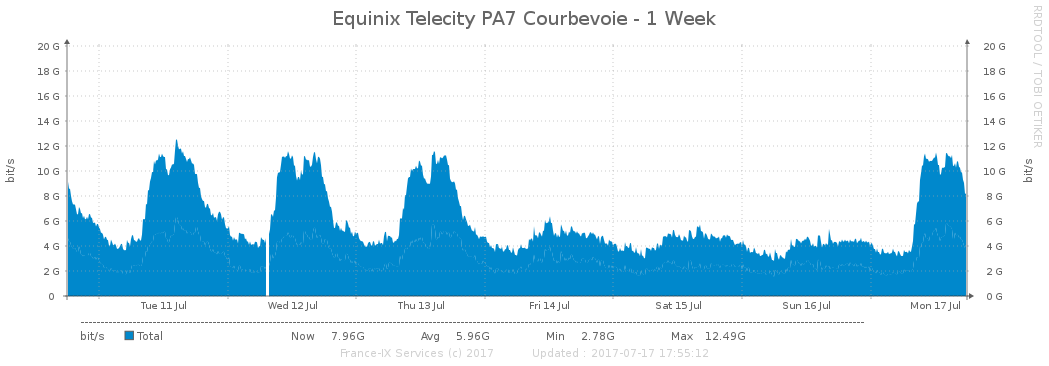 Equinix Telecity PA7 Courbevoie - 1 Week
RRDTOOL / TOBI OETIKER
bit/s
20 G
18 G
16 G
14 G
12 G
10 G
8 G
6 G
4 G
2 G
0
20 G
18 G
16 G
14 G
12 G
10 G
8 G
6 G
4 G
2 G
0 G
bit/s
Tue 11 Jul Wed 12 Jul Thu 13 Jul Fri 14 Jul Sat 15 Jul Sun 16 Jul Mon 17 Jul
bit/s Total Now 7.96G Avg 5.96G Min 2.78G Max 12.49G
France-IX Services (c) 2017 Updated : 2017-07-17 17:55:12